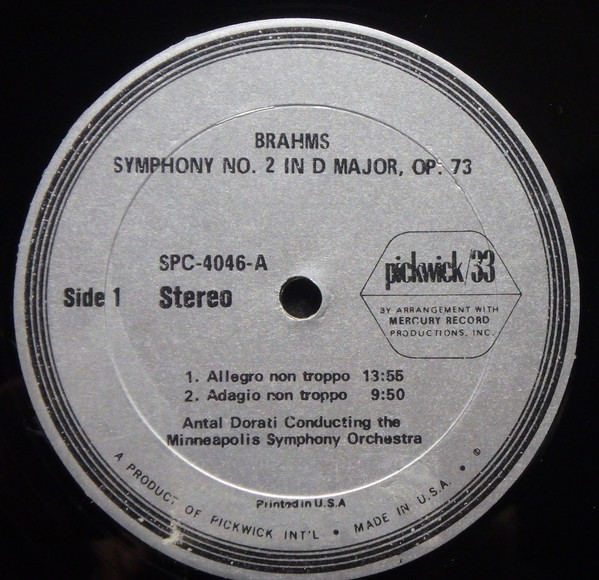 BRAHMS
SYMPHONY NO. 2 IN D MAJOR, OP. 73
SPC-4046-A
Side 1 Stereo
pickwick/33
BY ARRANGEMENT WITH
MERCURY RECORD
PRODUCTIONS, INC.
1. Allegro non troppo 13:55
2. Adagio non troppo 9:50
Antal Dorati Conducting the
Minneapolis Symphony Orchestra
Printed in U.S.A
A PRODUCT OF PICKWICK INT'L • MADE IN U.S.A. • ®